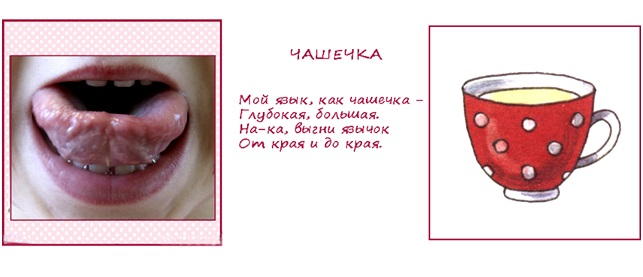 ЧАШЕЧКА
Мой язык, как чашечка –
Глубокая, большая.
На-ка, выгни язычок
От края и до края.